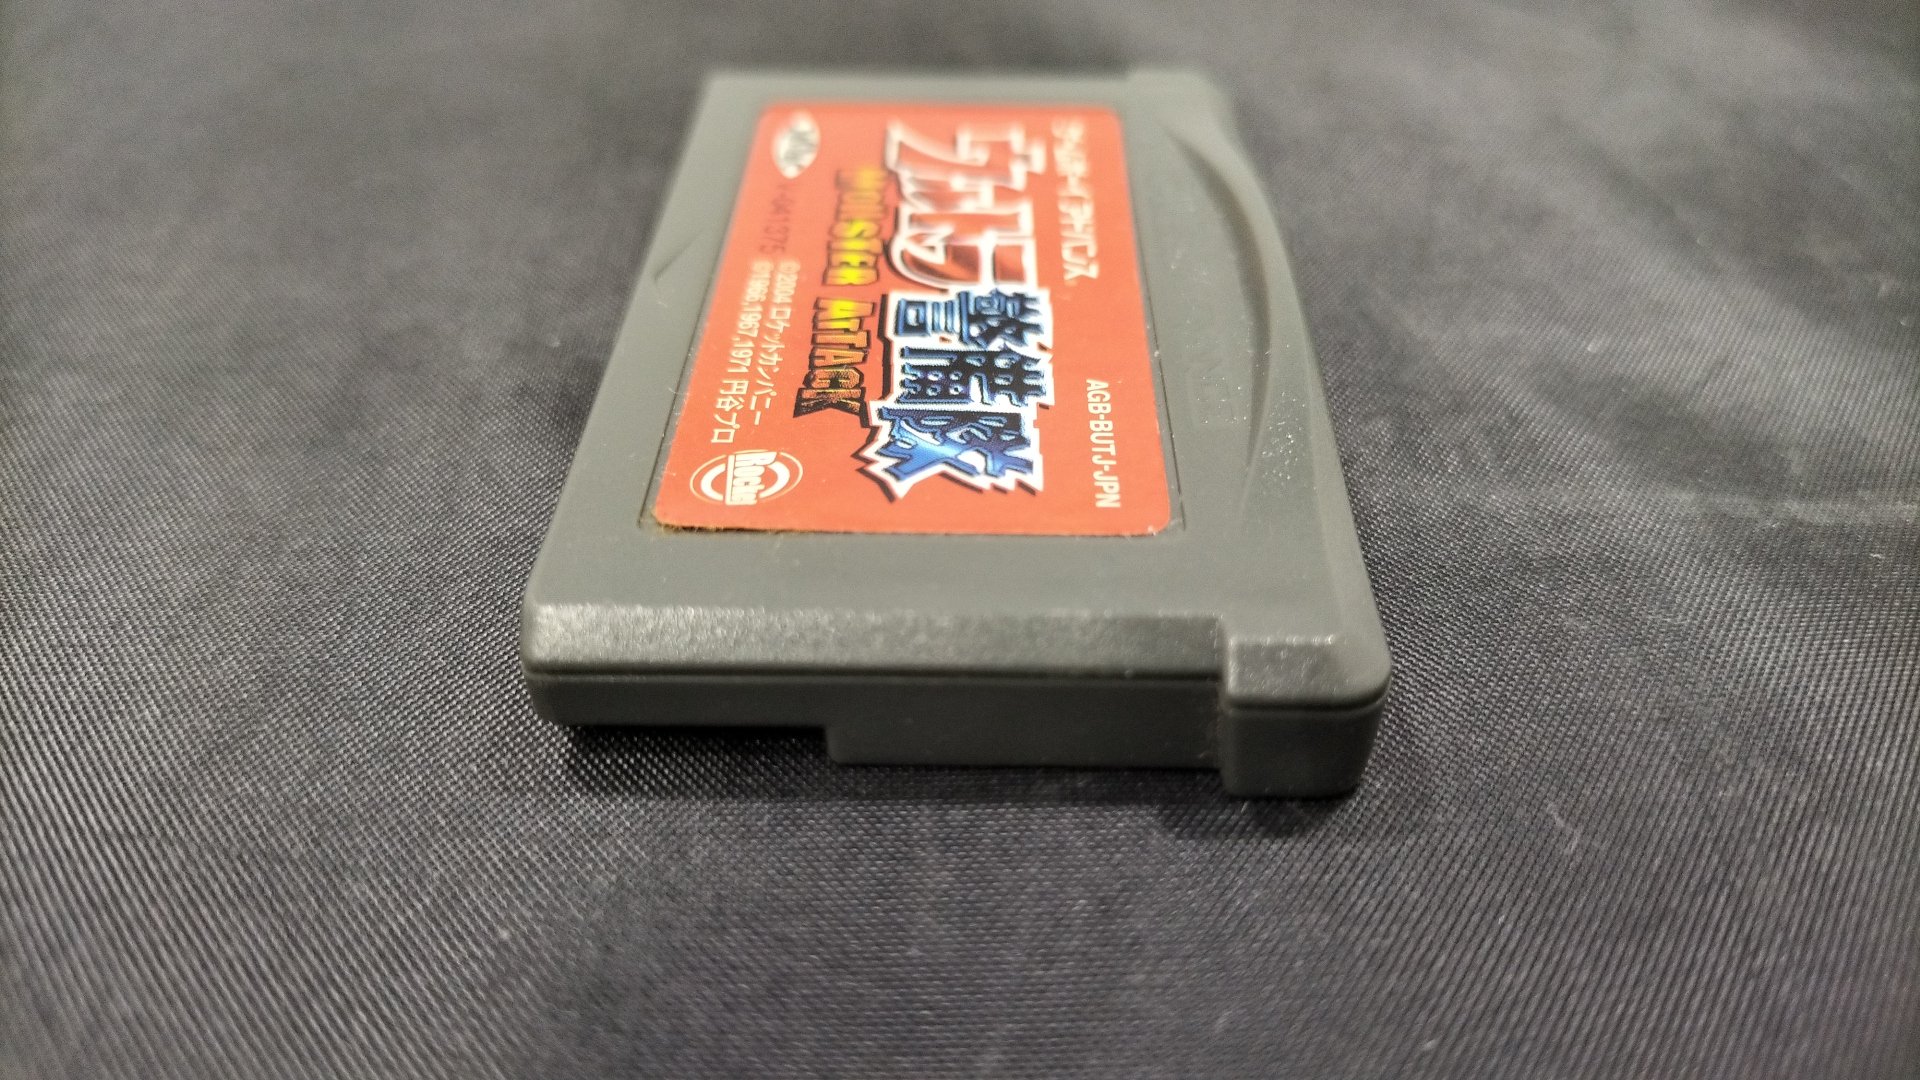 ゲームボーイアドバンス
AGB-BUTJ-JPN
ウルトラ警備隊
MONSTER ATTACK
©2004 ロケットカンパニー
©1966,1967,1971 円谷プロ
Rocket